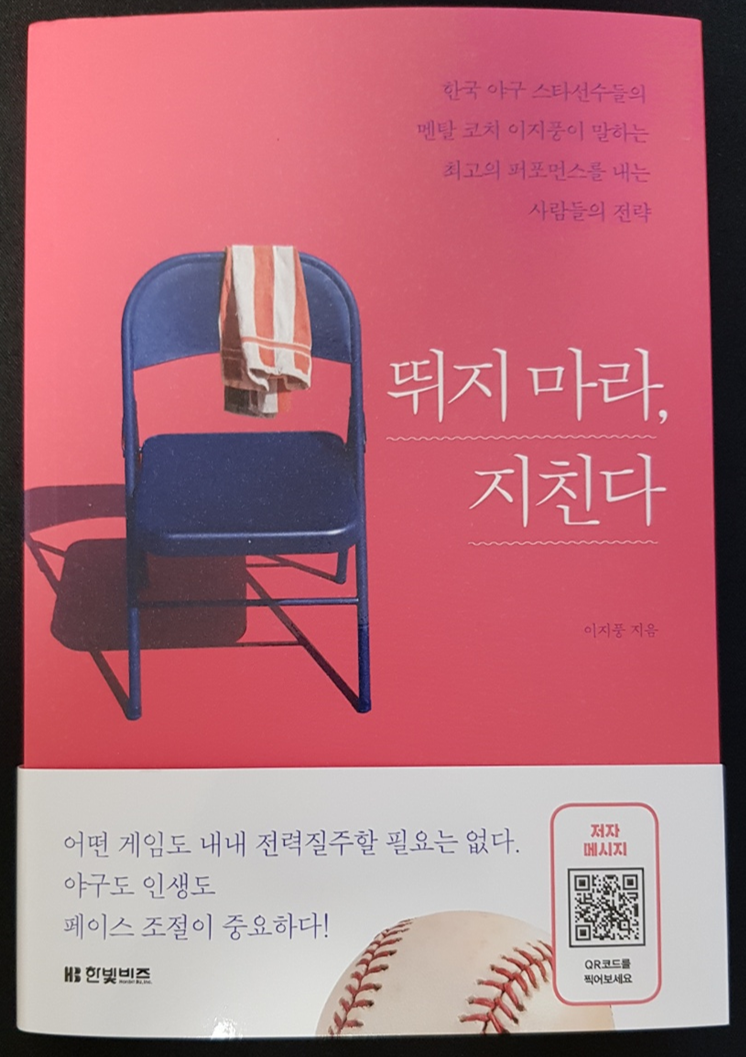 한국 야구 스타선수들의
멘탈 코치 이지풍이 말하는
최고의 퍼포먼스를 내는
사람들의 전략
뛰지 마라,
지친다
이지풍 지음
어떤 게임도 내내 전력질주할 필요는 없다.
야구도 인생도
페이스 조절이 중요하다!
HB 한빛비즈
Hanbit Biz, Inc.
저자
메시지
QR코드를
찍어보세요